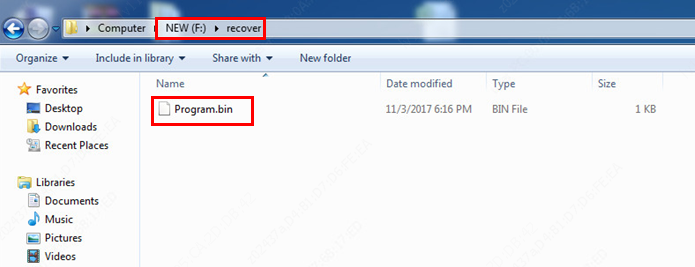 Computer NEW (F:) recover
Organize Include in library Share with New folder
Name Date modified Type Size
Favorites
Desktop
Downloads
Recent Places
Program.bin 11/3/2017 6:16 PM BIN File 1 KB
Libraries
Documents
Music
Pictures
Videos